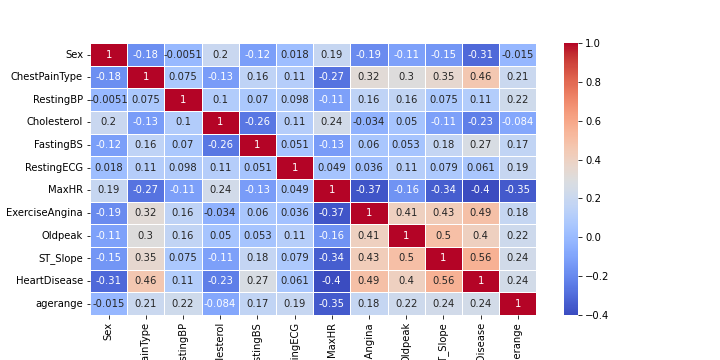 Sex 1 -0.18 -0.0051 0.2 -0.12 0.018 0.19 -0.19 -0.11 -0.15 -0.31 -0.015
ChestPainType -0.18 1 0.075 -0.13 0.16 0.11 -0.27 0.32 0.3 0.35 0.46 0.21
RestingBP -0.0051 0.075 1 0.1 0.07 0.098 -0.11 0.16 0.16 0.075 0.11 0.22
Cholesterol 0.2 -0.13 0.1 1 -0.26 0.11 0.24 -0.034 0.05 -0.11 -0.23 -0.084
FastingBS -0.12 0.16 0.07 -0.26 1 0.051 -0.13 0.06 0.053 0.18 0.27 0.17
RestingECG 0.018 0.11 0.098 0.11 0.051 1 0.049 0.036 0.11 0.079 0.061 0.19
MaxHR 0.19 -0.27 -0.11 0.24 -0.13 0.049 1 -0.37 -0.16 -0.34 -0.4 -0.35
ExerciseAngina -0.19 0.32 0.16 -0.034 0.06 0.036 -0.37 1 0.41 0.43 0.49 0.18
Oldpeak -0.11 0.3 0.16 0.05 0.053 0.11 -0.16 0.41 1 0.5 0.4 0.22
ST_Slope -0.15 0.35 0.075 -0.11 0.18 0.079 -0.34 0.43 0.5 1 0.56 0.24
HeartDisease -0.31 0.46 0.11 -0.23 0.27 0.061 -0.4 0.49 0.4 0.56 1 0.24
agerange -0.015 0.21 0.22 -0.084 0.17 0.19 -0.35 0.18 0.22 0.24 0.24 1
Sex
ainType
stingBP
lesterol
stingBS
ingECG
MaxHR
Angina
Oldpeak
T_Slope
Disease
erange
1.0
0.8
0.6
0.4
0.2
0.0
-0.2
-0.4